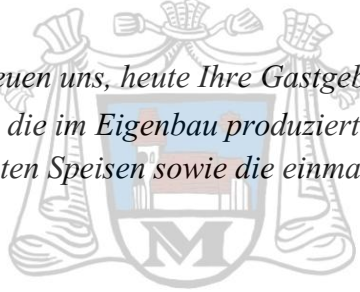 euen uns, heute Ihre Gastgeb
die im Eigenbau produziert
ten Speisen sowie die einma
M